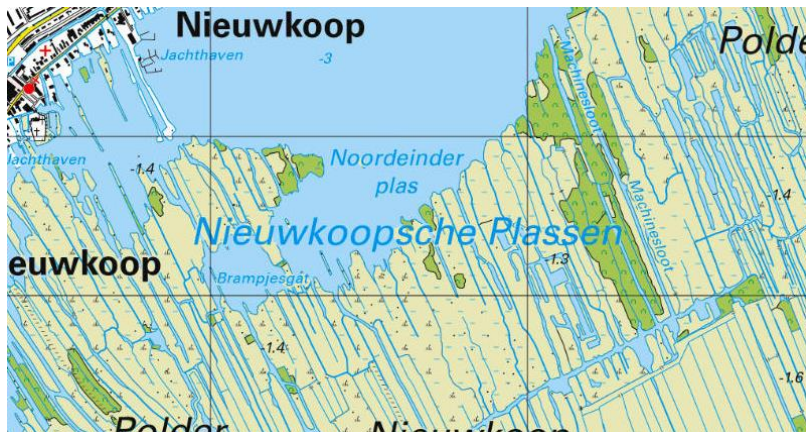 Nieuwkoop
Jachthaven
-3
Polde
Machinesloot
Jachthaven
-1.4
Noordeinder
plas
-1.4
Nieuwkoopsche Plassen
Machinesloot
euwkoop
Brampjesgat
-1.3
-1.4
-1.6
Polder
Nieuwkoop